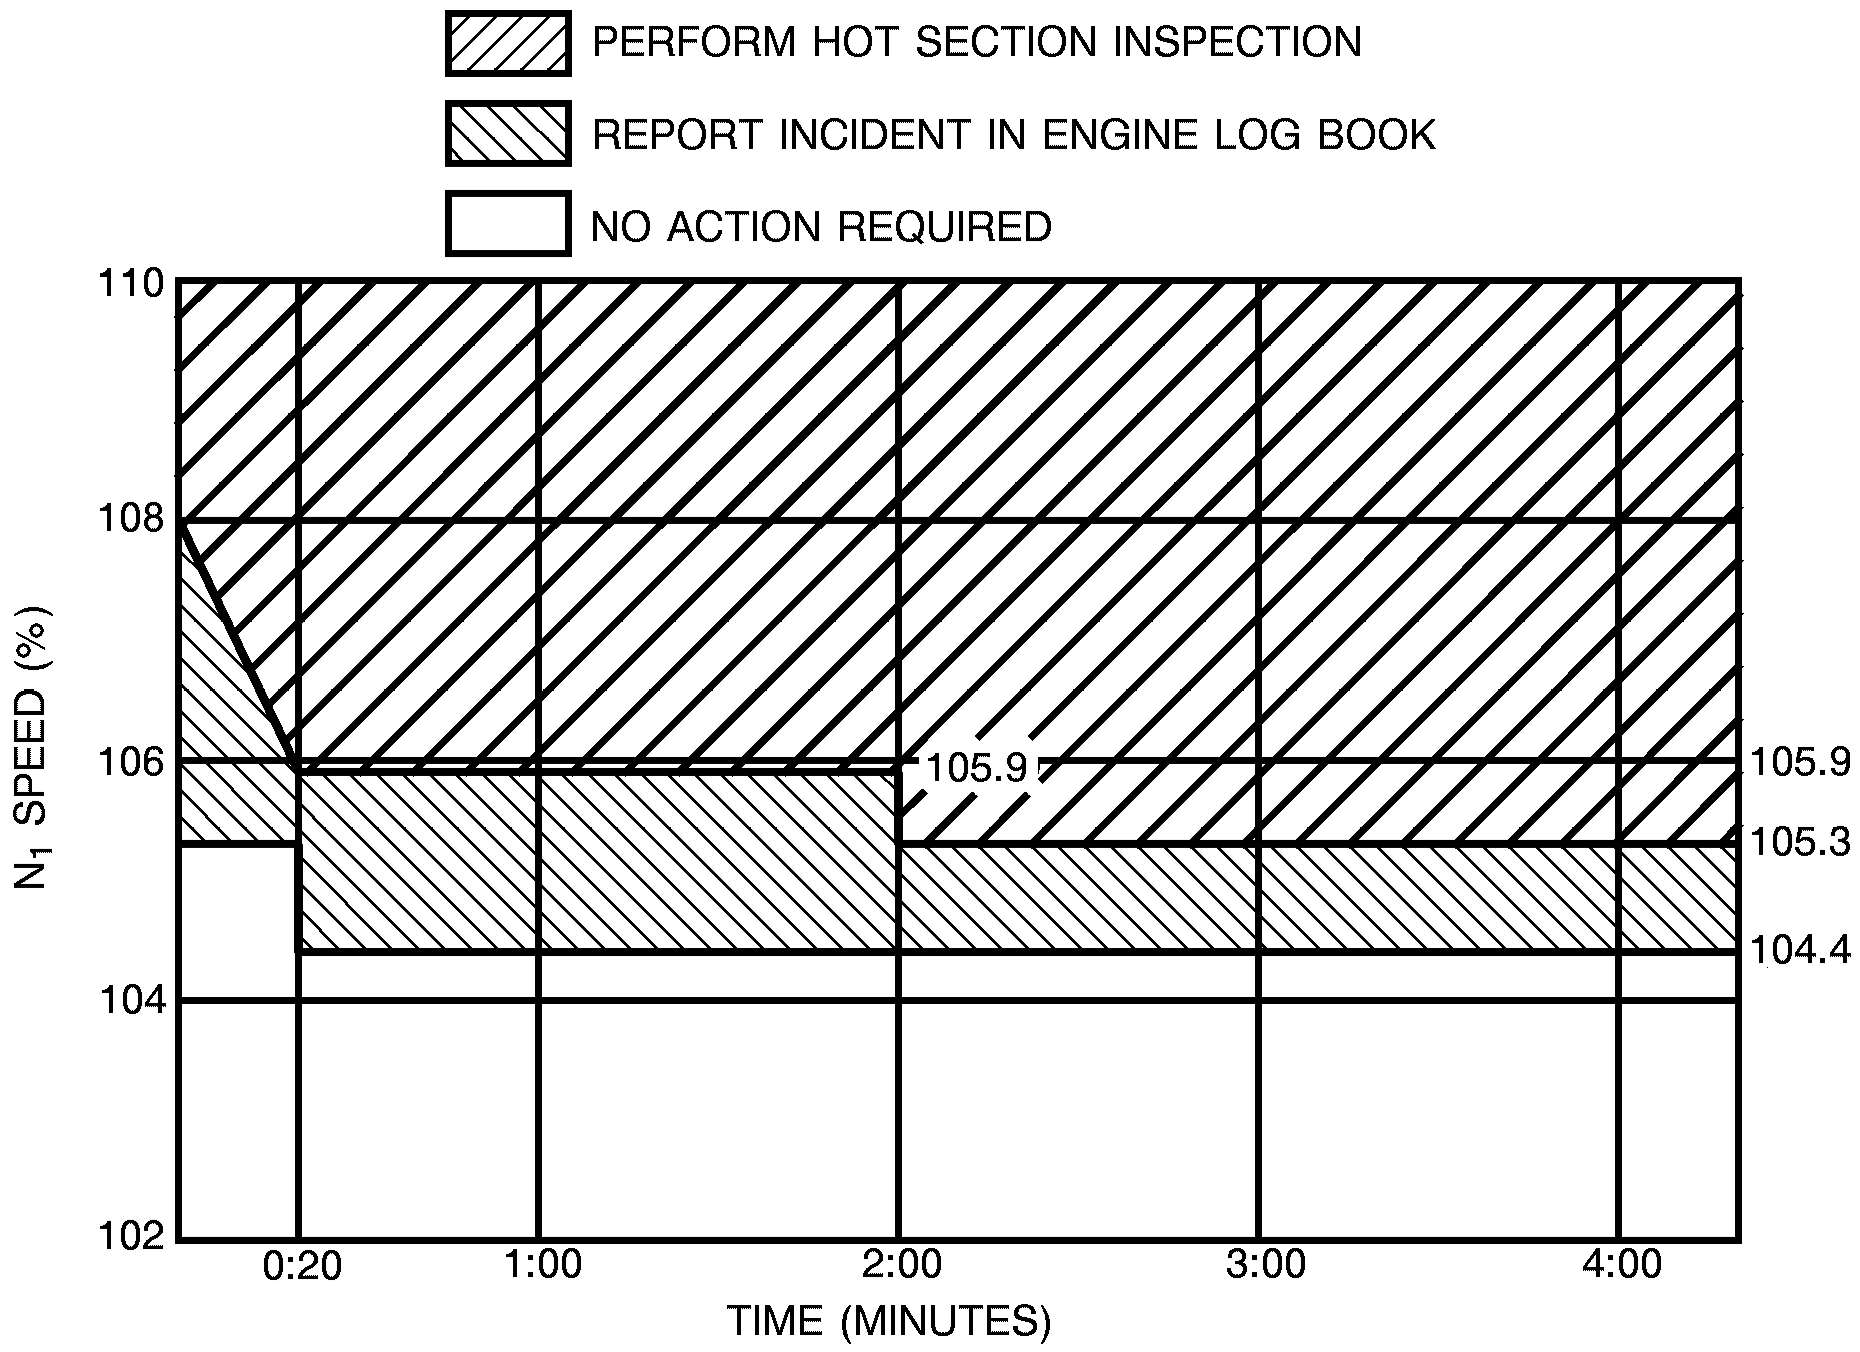 PERFORM HOT SECTION INSPECTION
REPORT INCIDENT IN ENGINE LOG BOOK
NO ACTION REQUIRED
110
108
106
104
102
N1 SPEED (%)
105.9
105.9
105.3
104.4
0:20 1:00 2:00 3:00 4:00
TIME (MINUTES)